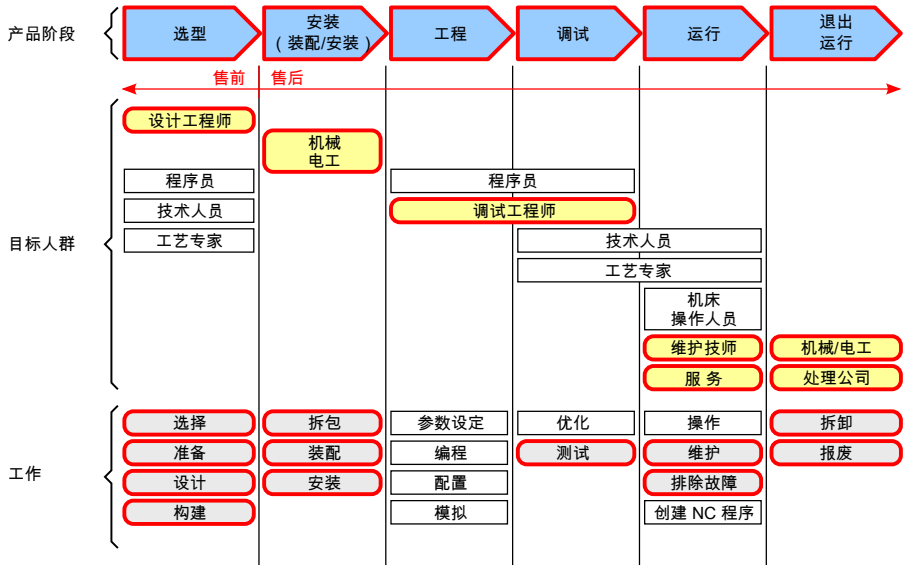 产品阶段
选型
安装
(装配/安装)
工程
调试
运行
退出
运行
售前
售后
目标人群
设计工程师
机械
电工
程序员
程序员
技术人员
调试工程师
工艺专家
技术人员
工艺专家
机床
操作人员
维护技师
机械/电工
服 务
处理公司
工作
选择
拆包
参数设定
优化
操作
拆卸
准备
装配
编程
测试
维护
报废
设计
安装
配置
排除故障
构建
模拟
创建 NC 程序